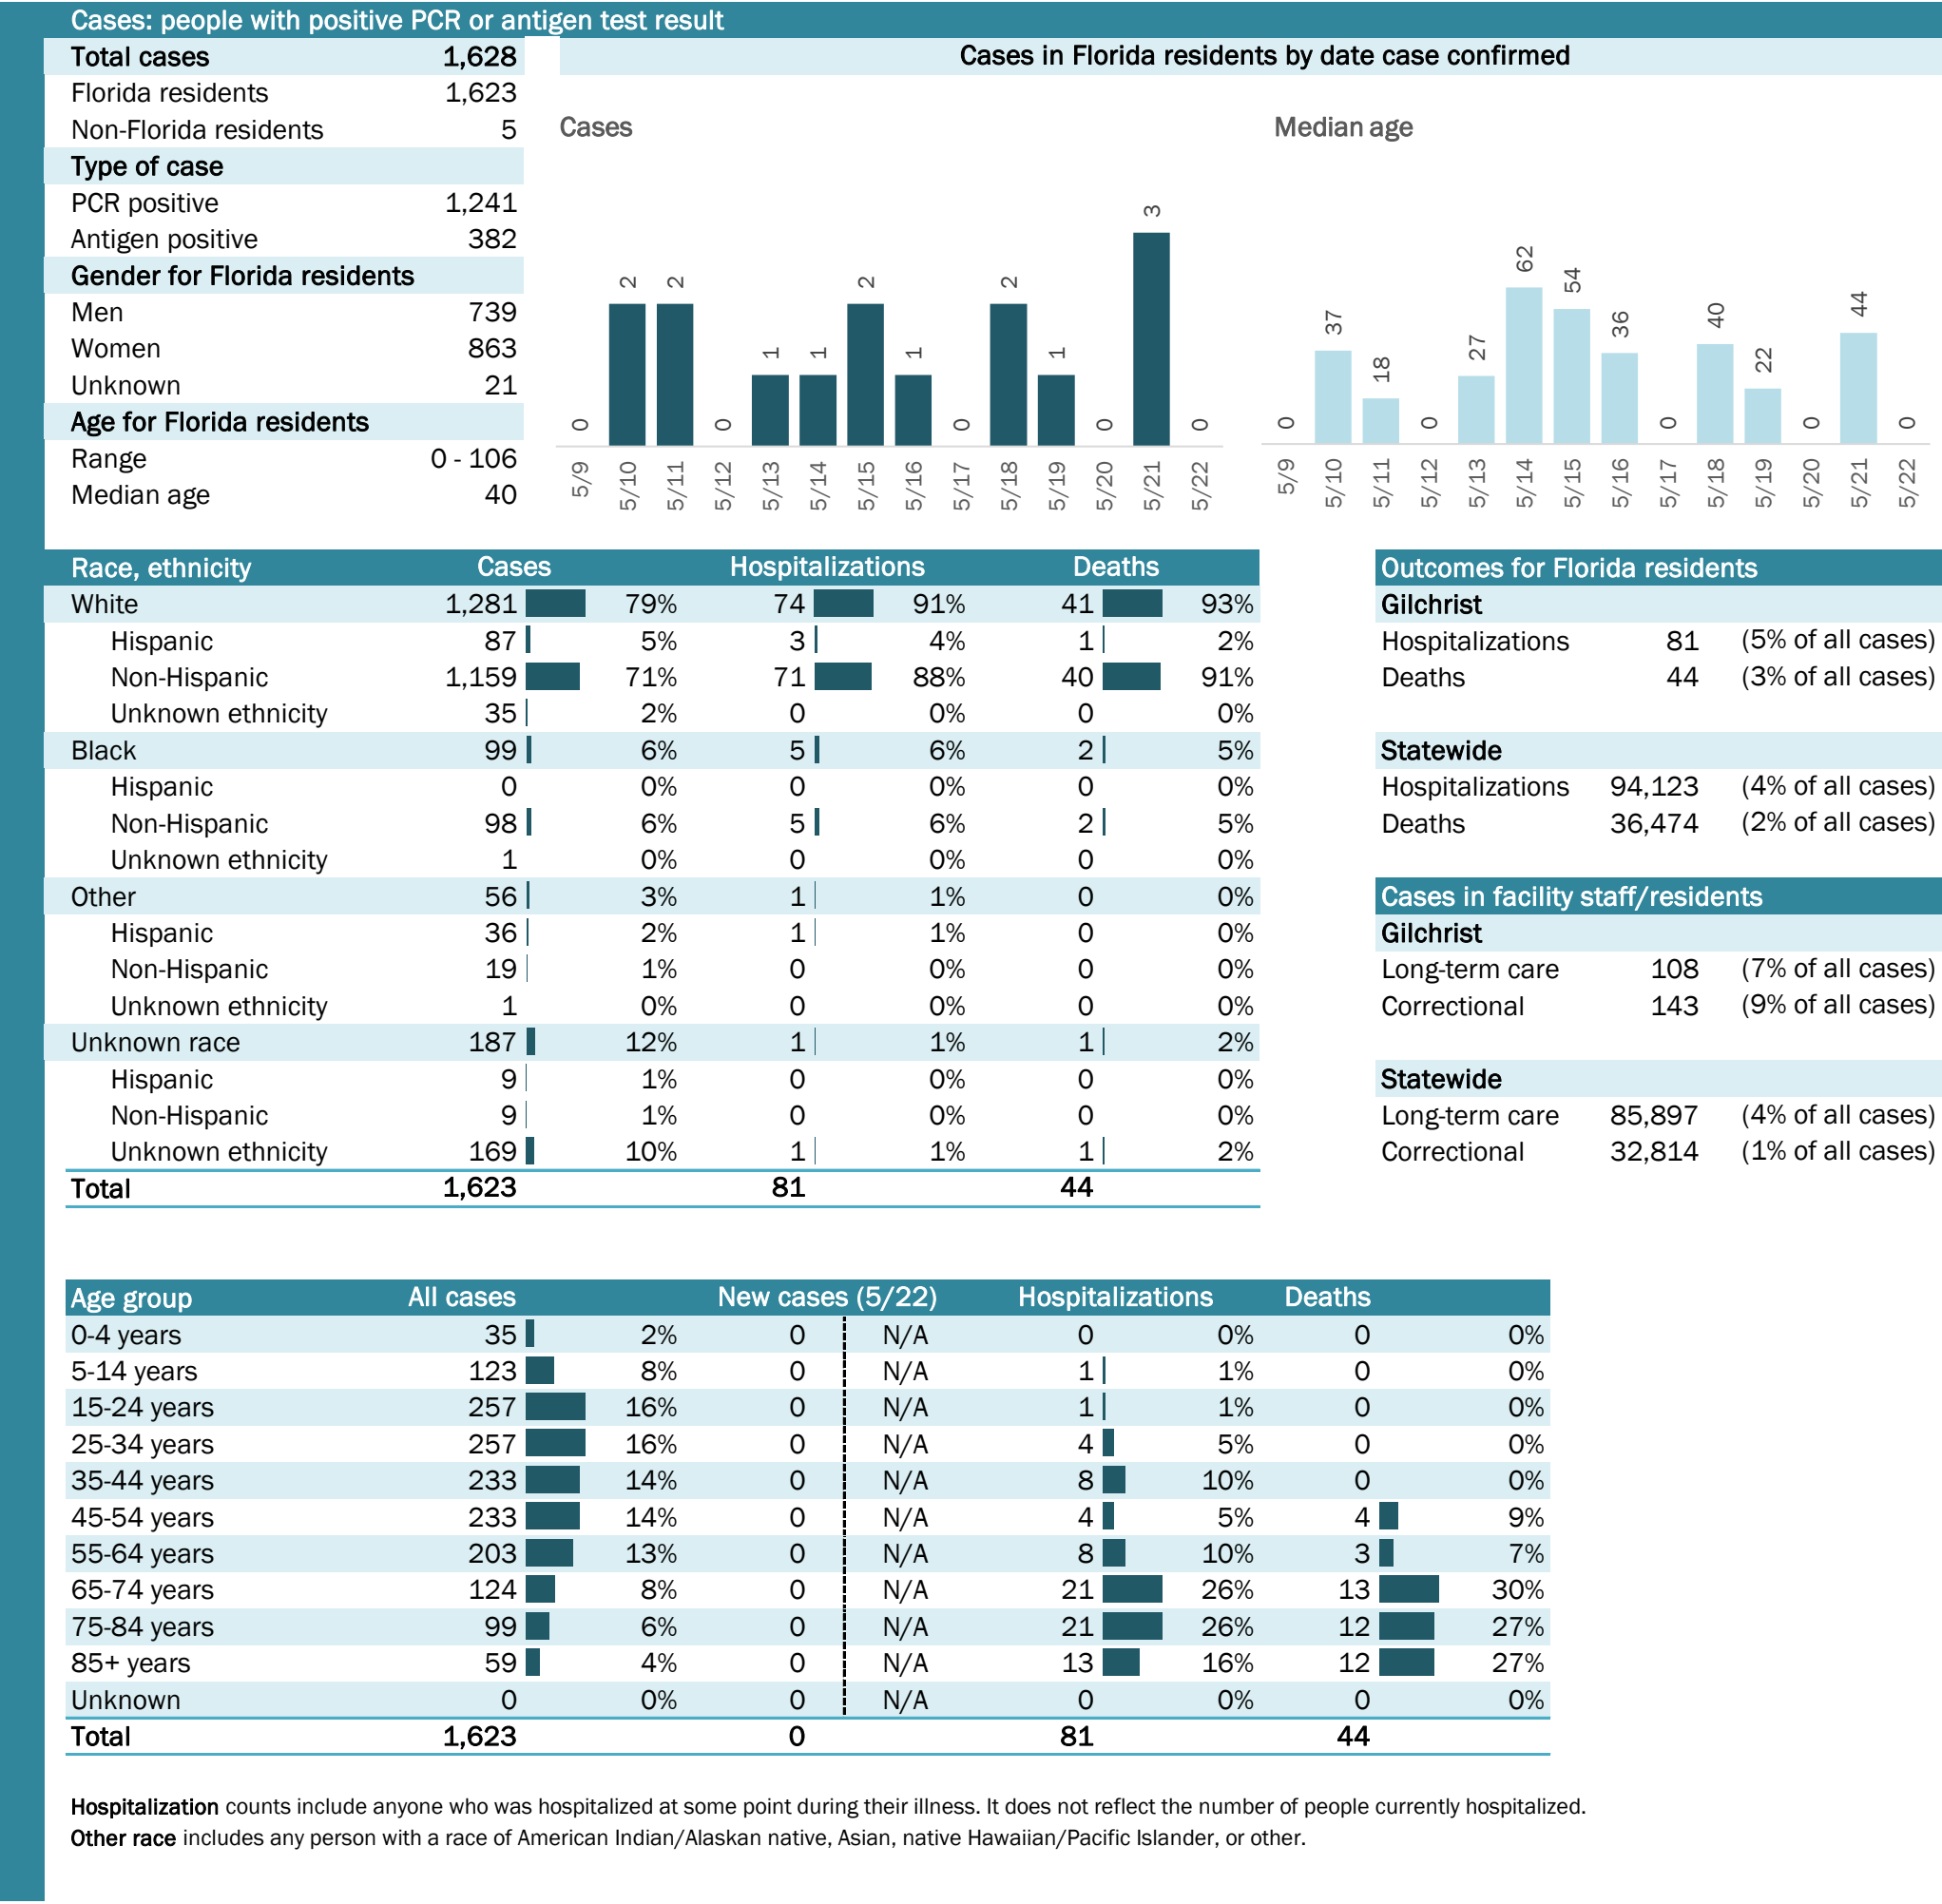 Cases: people with positive PCR or antigen test result
Total cases 1,628
Florida residents 1,623
Non-Florida residents 5
Type of case
PCR positive 1,241
Antigen positive 382
Gender for Florida residents
Men 739
Women 863
Unknown 21
Age for Florida residents
Range 0 - 106
Median age 40
Cases in Florida residents by date case confirmed
Cases
0 2 2 0 1 1 2 1 0 2 1 0 3 0
5/9 5/10 5/11 5/12 5/13 5/14 5/15 5/16 5/17 5/18 5/19 5/20 5/21 5/22
Median age
0 37 18 0 27 62 54 36 0 40 22 0 44 0
5/9 5/10 5/11 5/12 5/13 5/14 5/15 5/16 5/17 5/18 5/19 5/20 5/21 5/22
Race, ethnicity Cases Hospitalizations Deaths
White 1,281 79% 74 91% 41 93%
Hispanic 87 5% 3 4% 1 2%
Non-Hispanic 1,159 71% 71 88% 40 91%
Unknown ethnicity 35 2% 0 0% 0 0%
Black 99 6% 5 6% 2 5%
Hispanic 0 0% 0 0% 0 0%
Non-Hispanic 98 6% 5 6% 2 5%
Unknown ethnicity 1 0% 0 0% 0 0%
Other 56 3% 1 1% 0 0%
Hispanic 36 2% 1 1% 0 0%
Non-Hispanic 19 1% 0 0% 0 0%
Unknown ethnicity 1 0% 0 0% 0 0%
Unknown race 187 12% 1 1% 1 2%
Hispanic 9 1% 0 0% 0 0%
Non-Hispanic 9 1% 0 0% 0 0%
Unknown ethnicity 169 10% 1 1% 1 2%
Total 1,623 81 44
Outcomes for Florida residents
Gilchrist
Hospitalizations 81 (5% of all cases)
Deaths 44 (3% of all cases)
Statewide
Hospitalizations 94,123 (4% of all cases)
Deaths 36,474 (2% of all cases)
Cases in facility staff/residents
Gilchrist
Long-term care 108 (7% of all cases)
Correctional 143 (9% of all cases)
Statewide
Long-term care 85,897 (4% of all cases)
Correctional 32,814 (1% of all cases)
Age group All cases New cases (5/22) Hospitalizations Deaths
0-4 years 35 2% 0 N/A 0 0% 0 0%
5-14 years 123 8% 0 N/A 1 1% 0 0%
15-24 years 257 16% 0 N/A 1 1% 0 0%
25-34 years 257 16% 0 N/A 4 5% 0 0%
35-44 years 233 14% 0 N/A 8 10% 0 0%
45-54 years 233 14% 0 N/A 4 5% 4 9%
55-64 years 203 13% 0 N/A 8 10% 3 7%
65-74 years 124 8% 0 N/A 21 26% 13 30%
75-84 years 99 6% 0 N/A 21 26% 12 27%
85+ years 59 4% 0 N/A 13 16% 12 27%
Unknown 0 0% 0 N/A 0 0% 0 0%
Total 1,623 0 81 44
Hospitalization counts include anyone who was hospitalized at some point during their illness. It does not reflect the number of people currently hospitalized.
Other race includes any person with a race of American Indian/Alaskan native, Asian, native Hawaiian/Pacific Islander, or other.